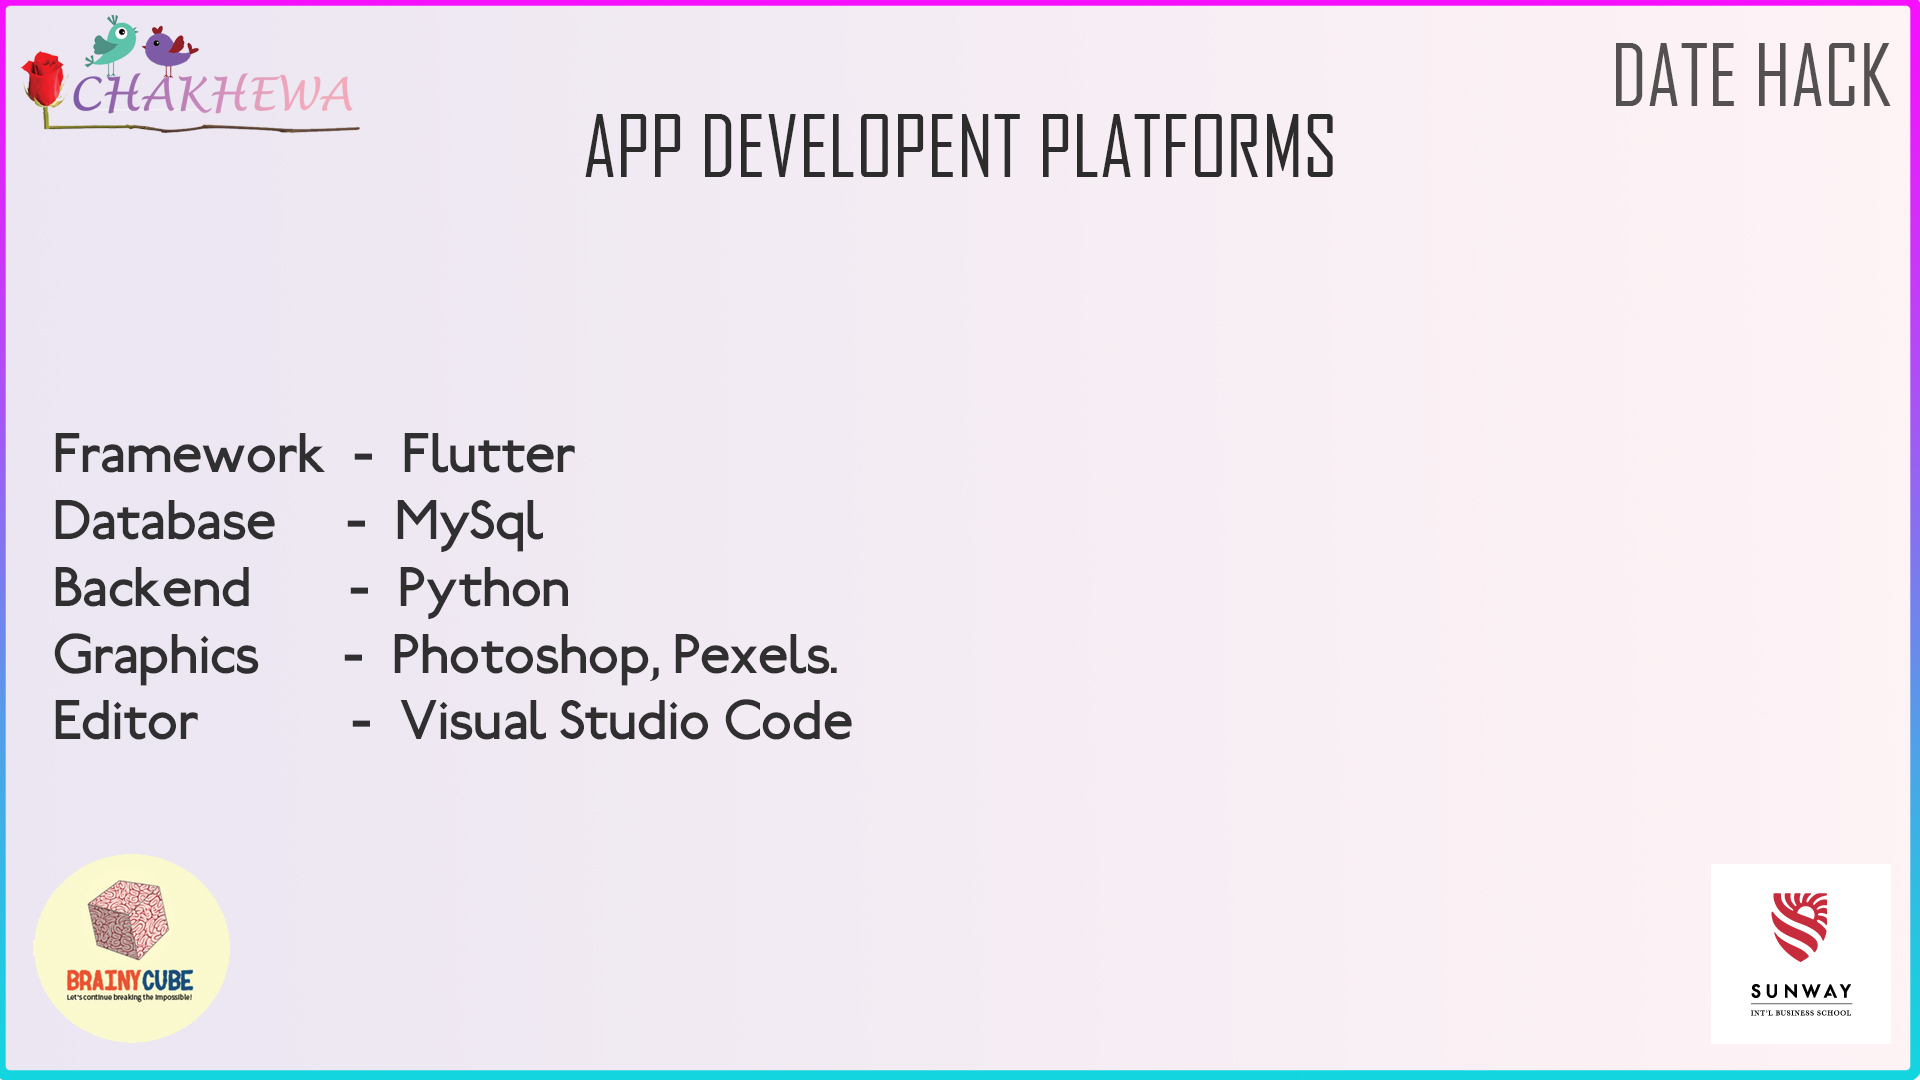 CHAKHEWA
DATE HACK
APP DEVELOPENT PLATFORMS
Framework - Flutter
Database - MySql
Backend - Python
Graphics - Photoshop, Pexels.
Editor - Visual Studio Code
BRAINYCUBE
Let's continue breaking the impossible!
SUNWAY
INT'L BUSINESS SCHOOL